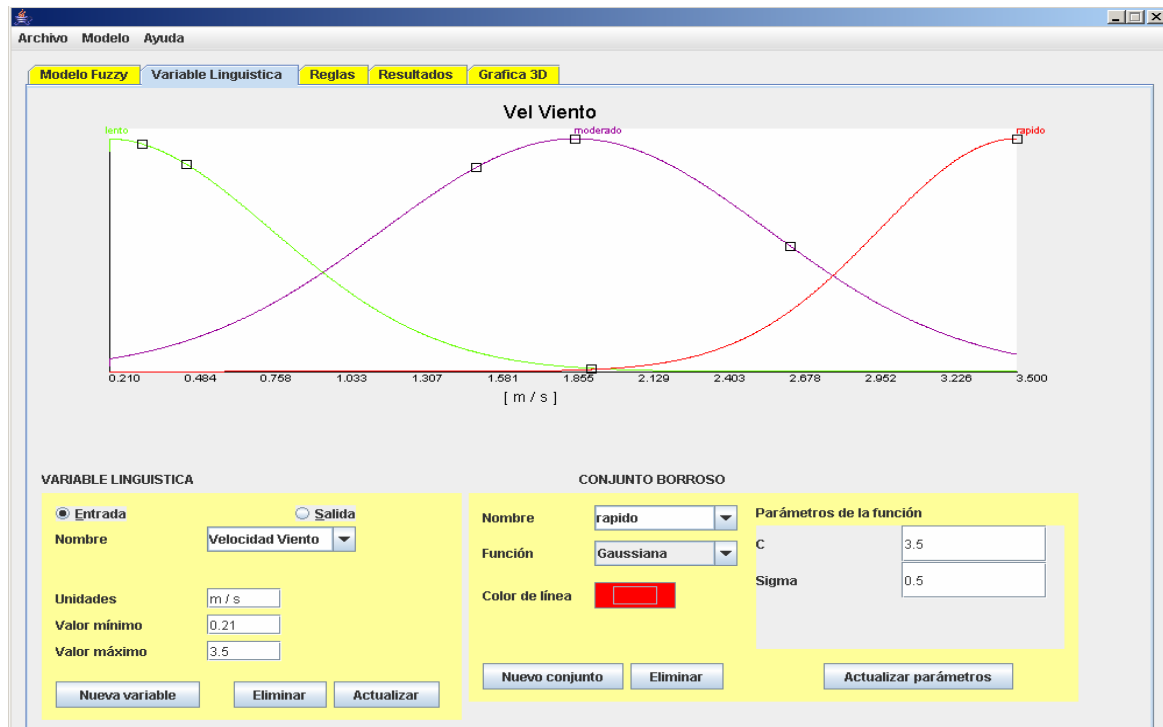 Archivo Modelo Ayuda
Modelo Fuzzy Variable Linguistica Reglas Resultados Grafica 3D
Vel Viento
lento moderado rapido
0.210 0.484 0.758 1.033 1.307 1.581 1.855 2.129 2.403 2.678 2.952 3.226 3.500
[ m / s ]
VARIABLE LINGUISTICA
Entrada Salida
Nombre Velocidad Viento
Unidades m / s
Valor mínimo 0.21
Valor máximo 3.5
Nueva variable Eliminar Actualizar
CONJUNTO BORROSO
Nombre rapido
Función Gaussiana
Color de línea
Parámetros de la función
C 3.5
Sigma 0.5
Nuevo conjunto Eliminar Actualizar parámetros